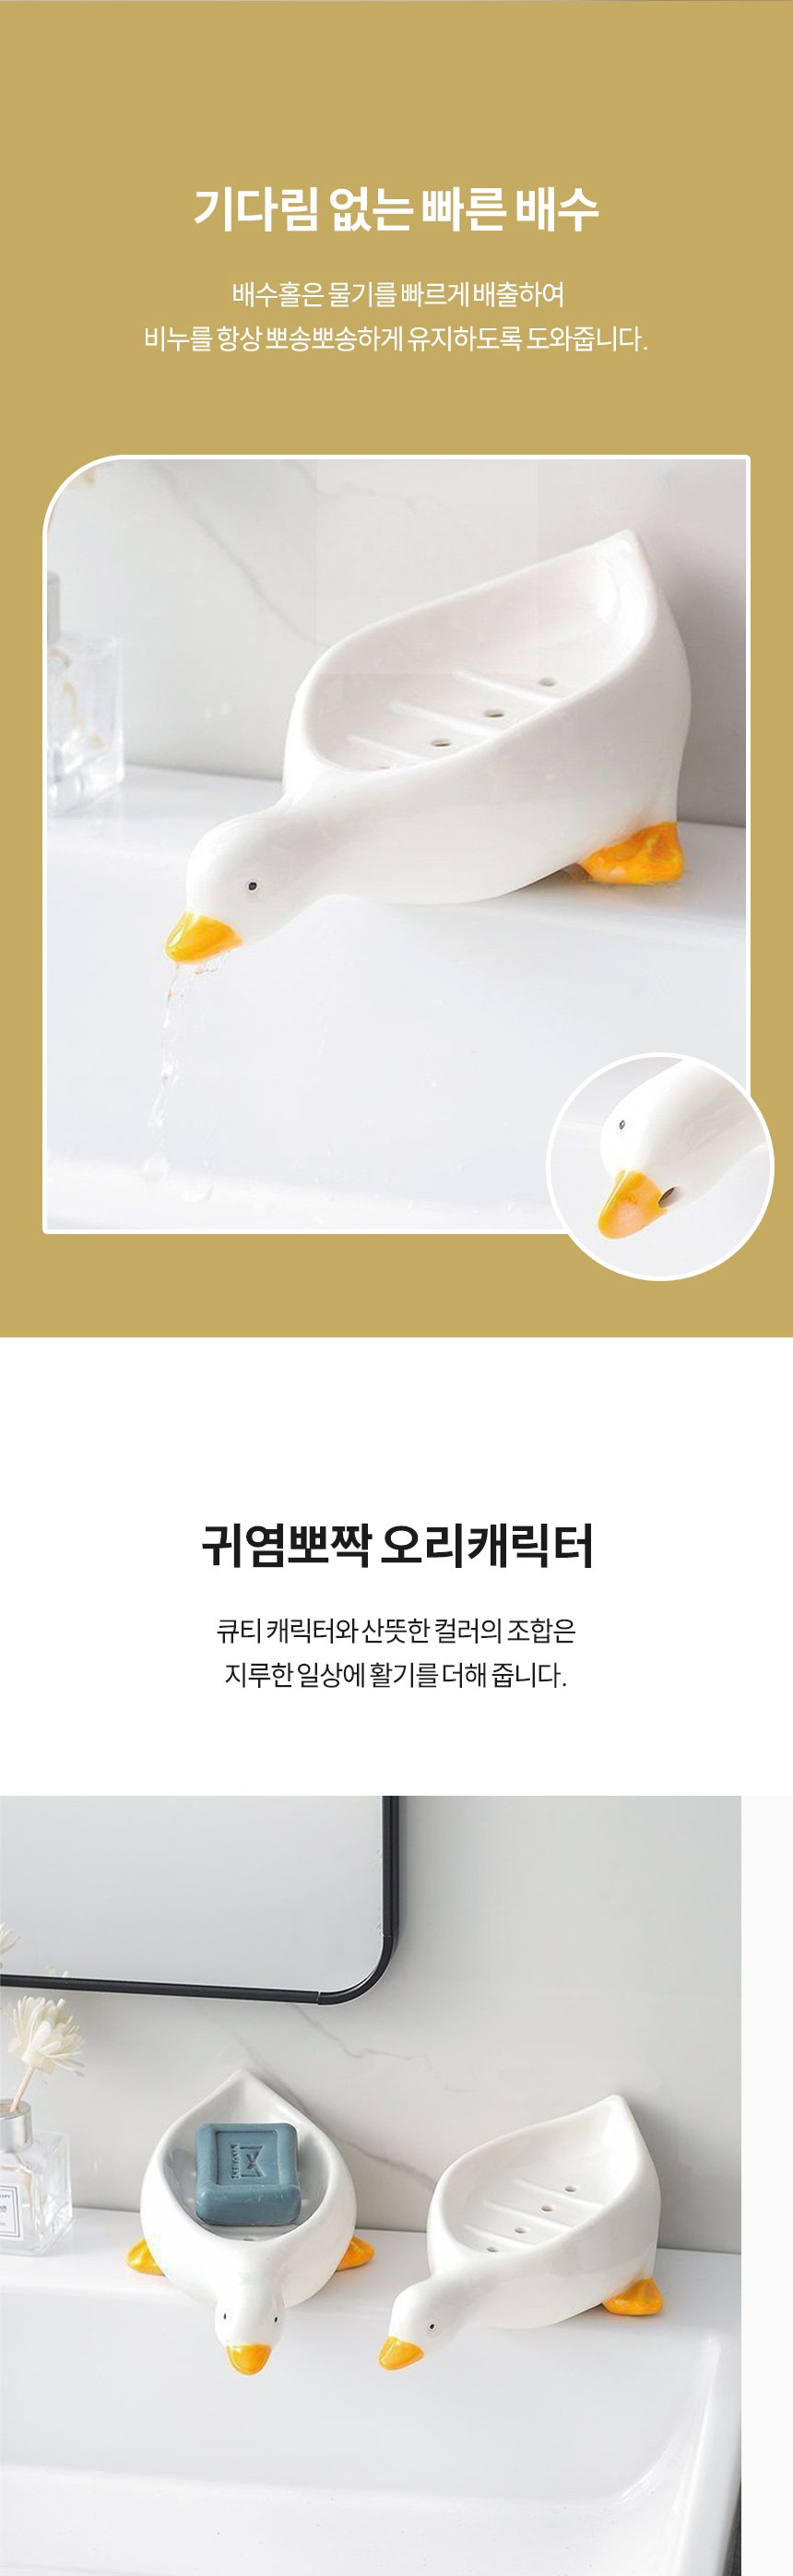 기다림 없는 빠른 배수
배수홀은 물기를 빠르게 배출하여
비누를 항상 뽀송뽀송하게 유지하도록 도와줍니다.
귀염뽀짝 오리캐릭터
큐티 캐릭터와 산뜻한 컬러의 조합은
지루한 일상에 활기를 더해 줍니다.